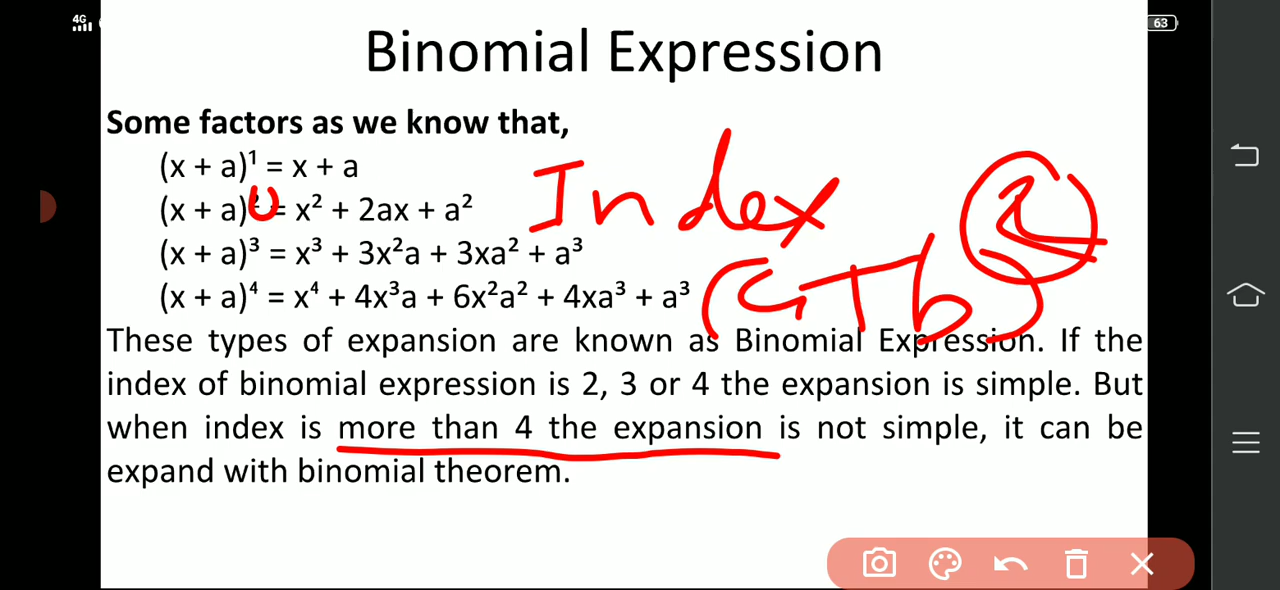 4G
63
Binomial Expression
Some factors as we know that,
(x + a)¹ = x + a
(x + a)² = x² + 2ax + a²
Index
(x + a)³ = x³ + 3x²a + 3xa² + a³
(x + a)⁴ = x⁴ + 4x³a + 6x²a² + 4xa³ + a³
These types of expansion are known as Binomial Expression. If the
index of binomial expression is 2, 3 or 4 the expansion is simple. But
when index is more than 4 the expansion is not simple, it can be
expand with binomial theorem.